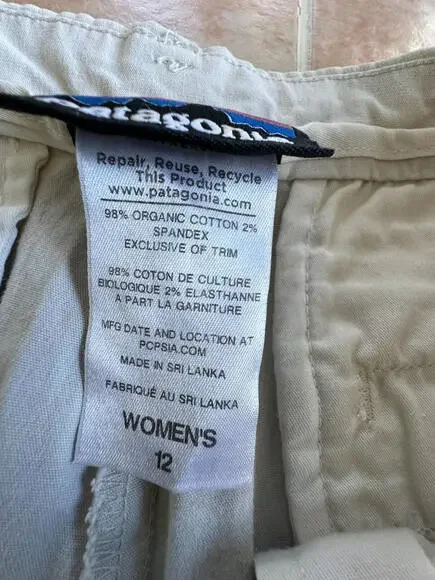 patagonia
Repair, Reuse, Recycle
This Product
www.patagonia.com
98% ORGANIC COTTON 2%
SPANDEX
EXCLUSIVE OF TRIM
98% COTON DE CULTURE
BIOLOGIQUE 2% ELASTHANNE
A PART LA GARNITURE
MFG DATE AND LOCATION AT
PCPSIA.COM
MADE IN SRI LANKA
FABRIQUÉ AU SRI LANKA
WOMEN'S
12